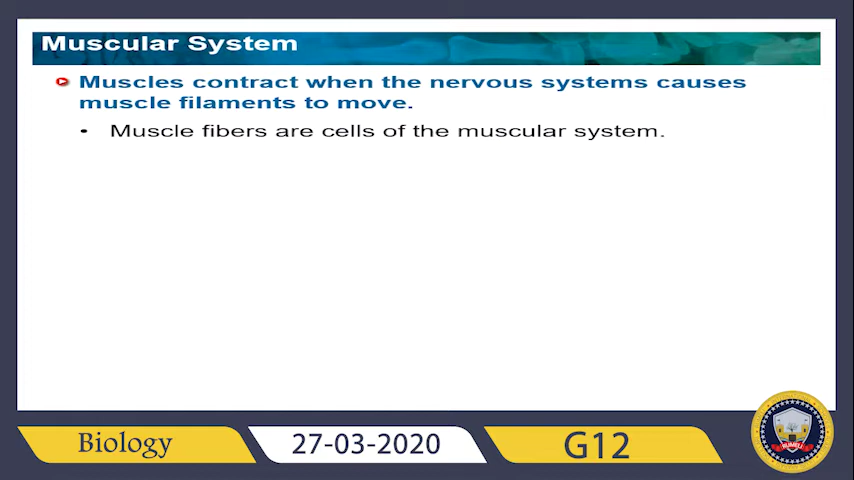 Muscular System
Muscles contract when the nervous systems causes
muscle filaments to move.
• Muscle fibers are cells of the muscular system.
Biology
27-03-2020
G12